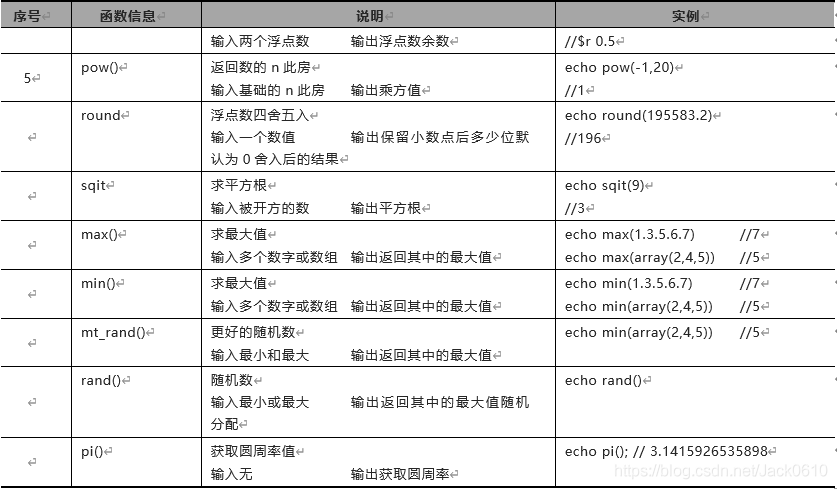 序号 函数信息 说明 实例
输入两个浮点数 输出浮点数余数 //$r 0.5
5 pow() 返回数的 n 此房 echo pow(-1,20)
输入基础的 n 此房 输出乘方值 //1
round 浮点数四舍五入 echo round(195583.2)
输入一个数值 输出保留小数点后多少位默 //196
认为 0 舍入后的结果
sqit 求平方根 echo sqit(9)
输入被开方的数 输出平方根 //3
max() 求最大值 echo max(1.3.5.6.7) //7
输入多个数字或数组 输出返回其中的最大值 echo max(array(2,4,5)) //5
min() 求最大值 echo min(1.3.5.6.7) //7
输入多个数字或数组 输出返回其中的最大值 echo min(array(2,4,5)) //5
mt_rand() 更好的随机数 echo min(array(2,4,5)) //5
输入最小和最大 输出返回其中的最大值
rand() 随机数 echo rand()
输入最小或最大 输出返回其中的最大值随机
分配
pi() 获取圆周率值 echo pi(); // 3.1415926535898
输入无 输出获取圆周率
https://blog.csdn.net/Jack0610